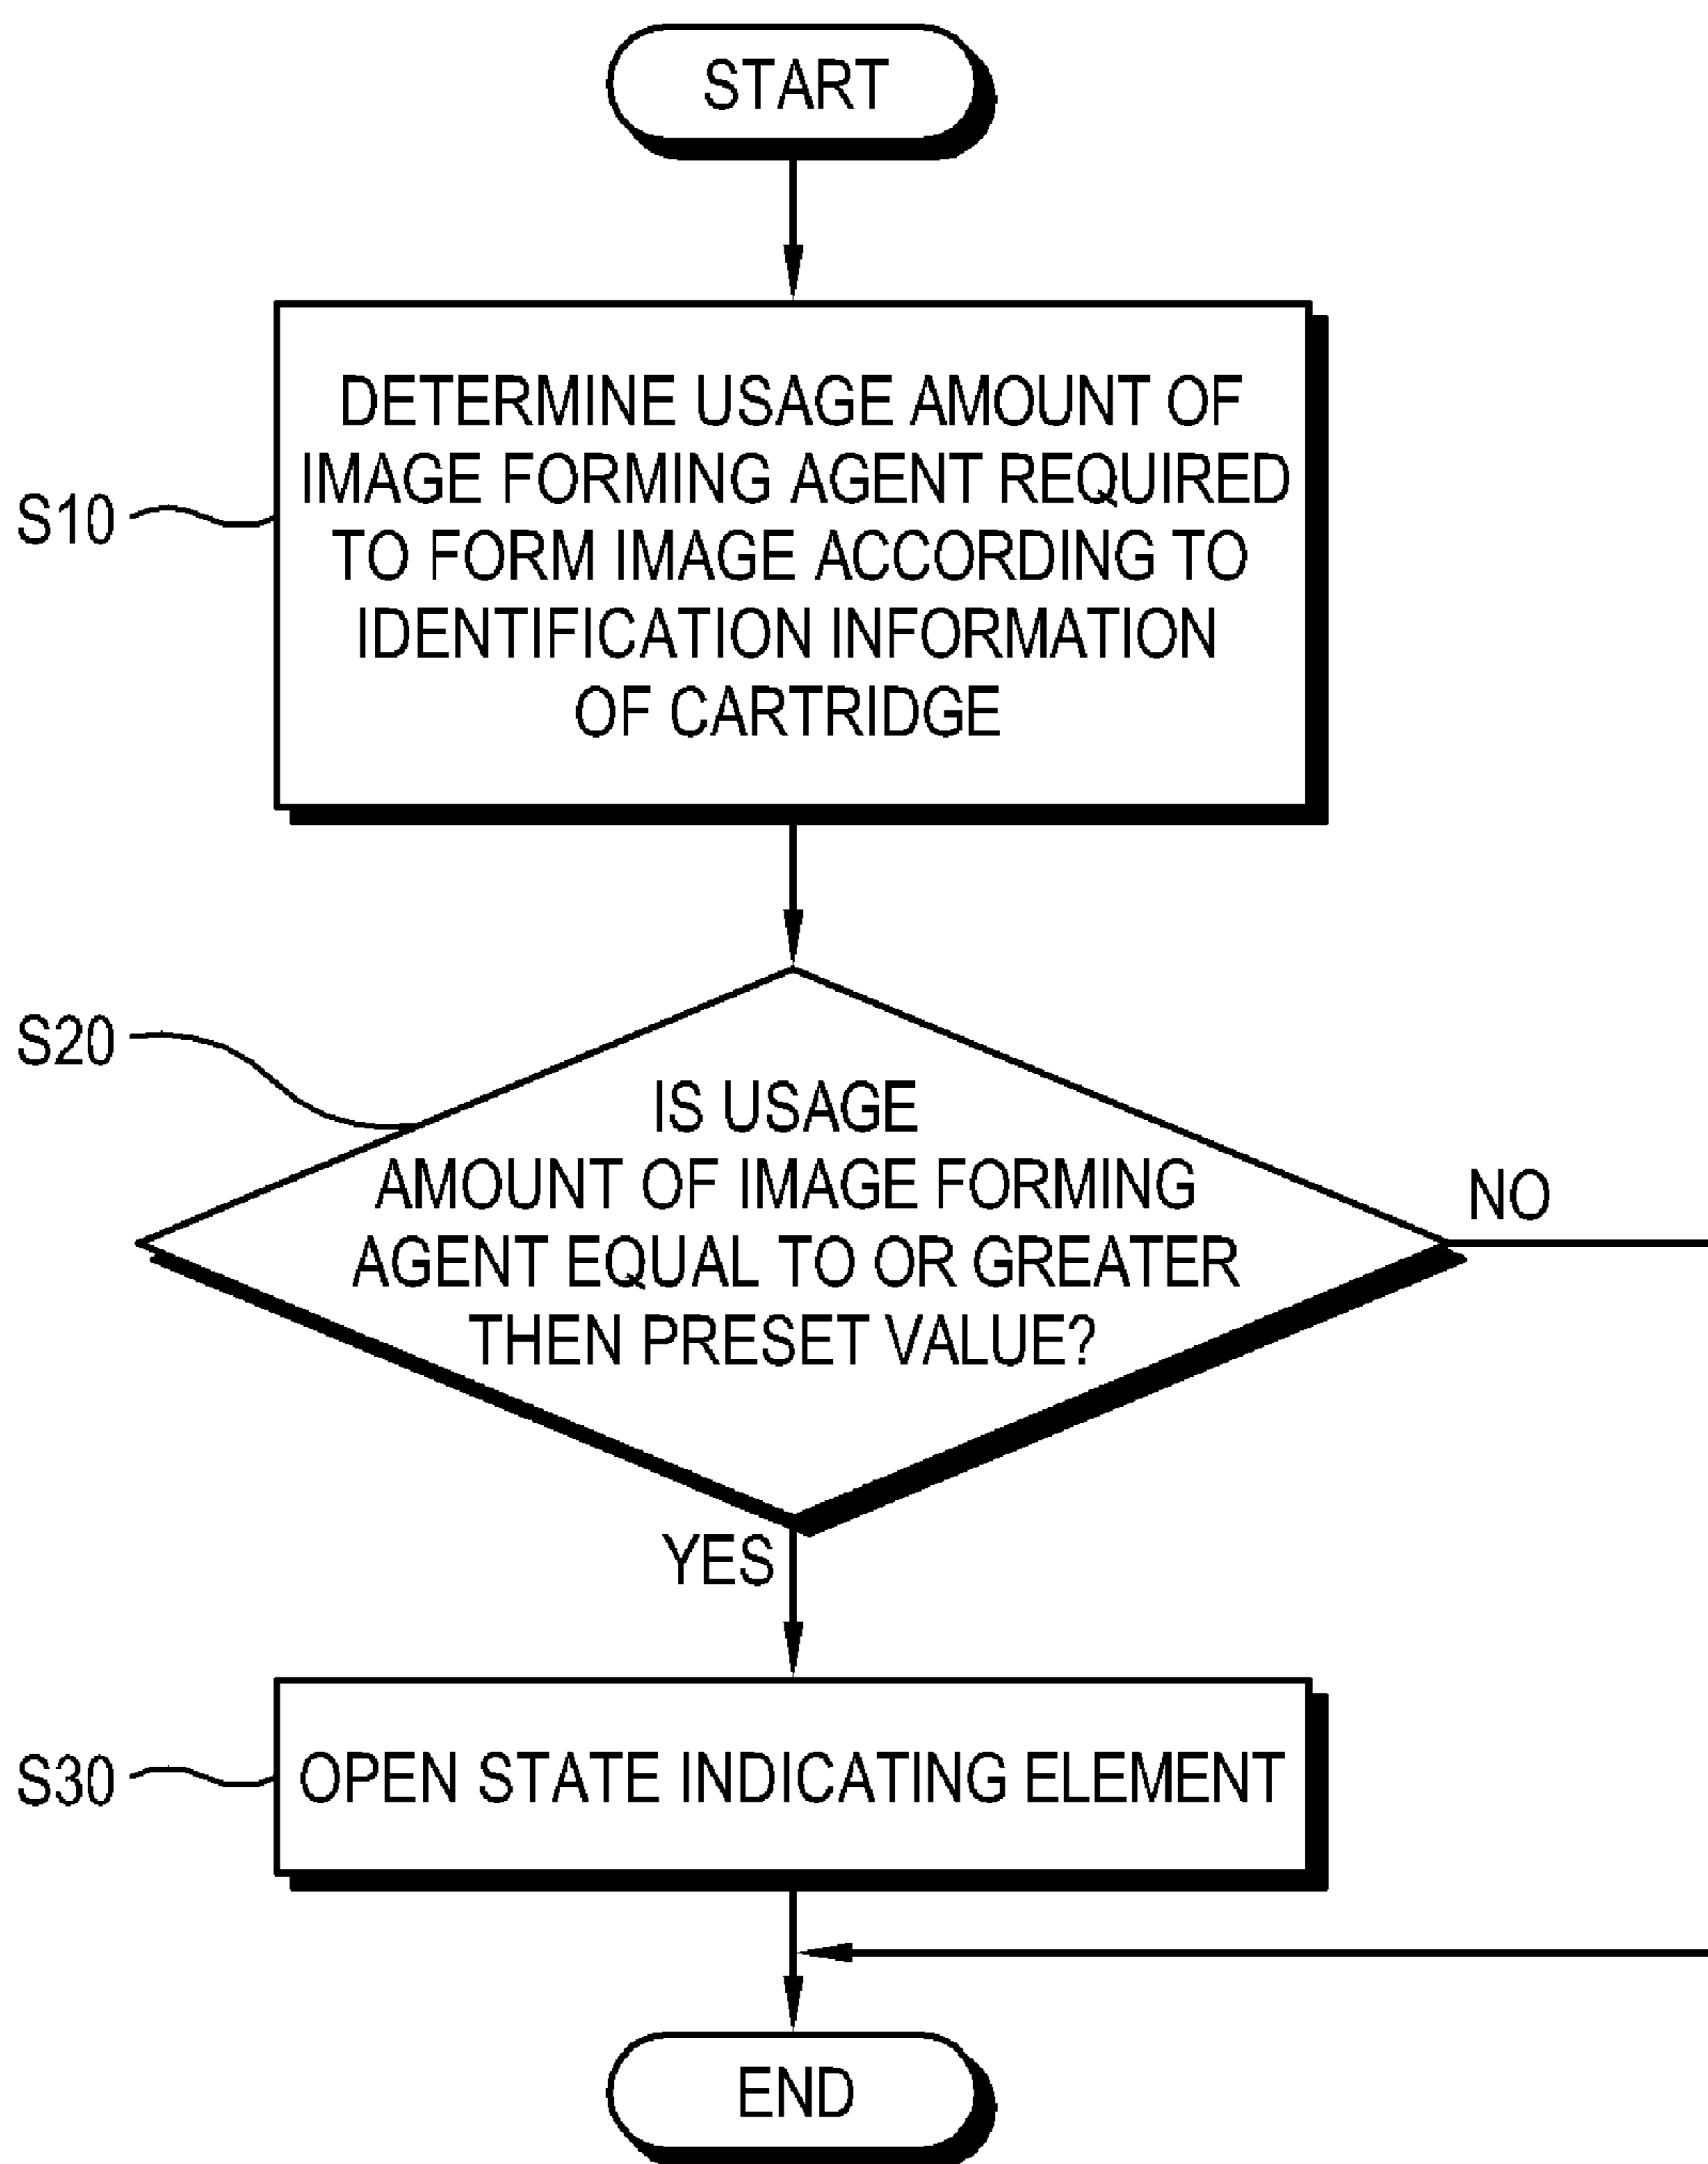 START
S10
DETERMINE USAGE AMOUNT OF
IMAGE FORMING AGENT REQUIRED
TO FORM IMAGE ACCORDING TO
IDENTIFICATION INFORMATION
OF CARTRIDGE
S20
IS USAGE
AMOUNT OF IMAGE FORMING
AGENT EQUAL TO OR GREATER
THEN PRESET VALUE?
NO
YES
S30
OPEN STATE INDICATING ELEMENT
END